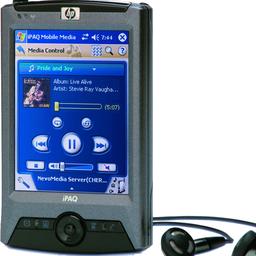 hp
iPAQ Mobile Media 7:44
Media Control
Pride and Joy
Album: Live Alive
Artist: Stevie Ray Vaugha...
(5:07)
NevoMedia Server(CHER...
iPAQ